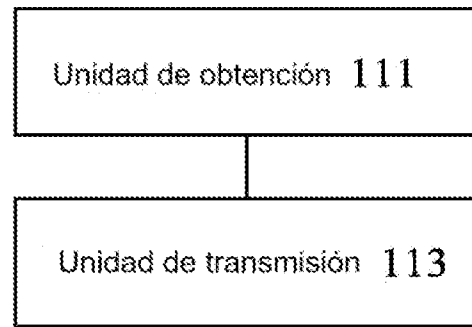 Unidad de obtención 111
Unidad de transmisión 113